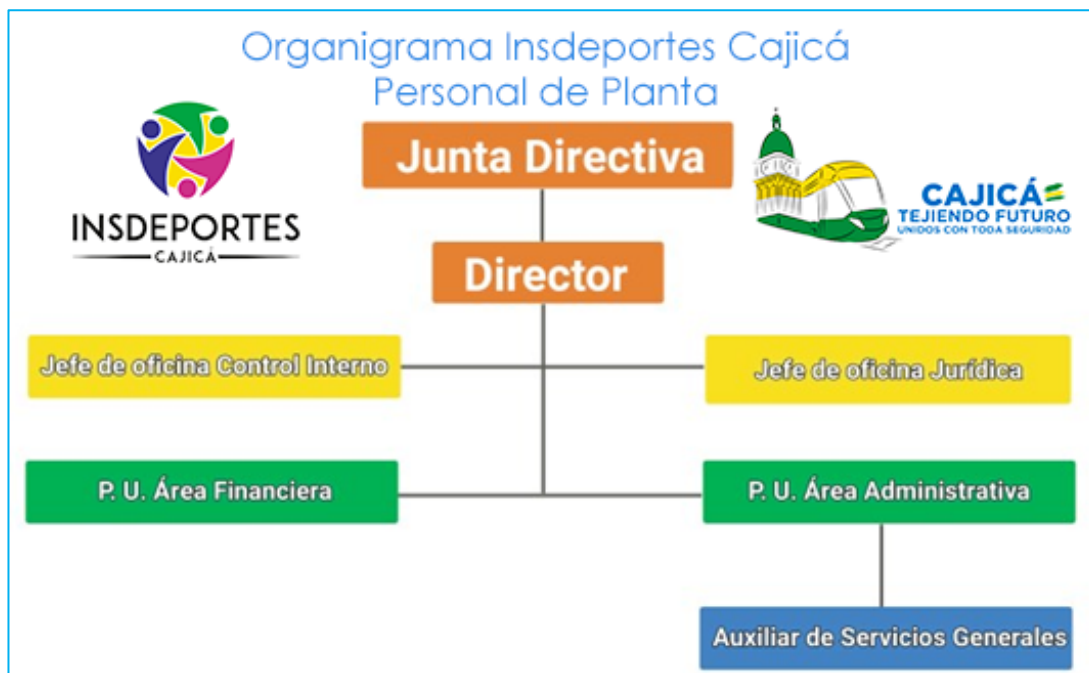 Organigrama Insdeportes Cajicá
Personal de Planta
INSDEPORTES
CAJICÁ
Junta Directiva
CAJICÁ
TEJIENDO FUTURO
UNIDOS CON TODA SEGURIDAD
Director
Jefe de oficina Control Interno
Jefe de oficina Jurídica
P. U. Área Financiera
P. U. Área Administrativa
Auxiliar de Servicios Generales